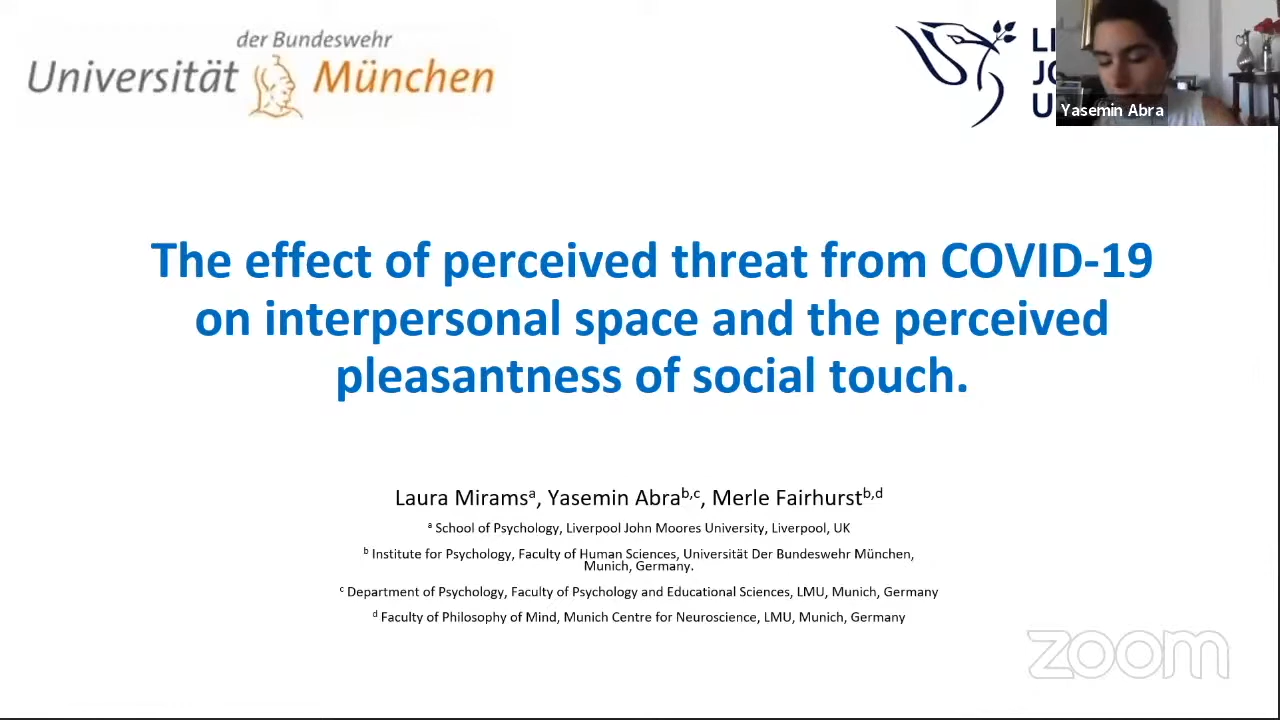 der Bundeswehr
Universität München
Yasemin Abra
The effect of perceived threat from COVID-19
on interpersonal space and the perceived
pleasantness of social touch.
Laura Miramsᵃ, Yasemin Abraᵇ,ᶜ, Merle Fairhurstᵇ,ᵈ
ᵃ School of Psychology, Liverpool John Moores University, Liverpool, UK
ᵇ Institute for Psychology, Faculty of Human Sciences, Universität Der Bundeswehr München,
Munich, Germany.
ᶜ Department of Psychology, Faculty of Psychology and Educational Sciences, LMU, Munich, Germany
ᵈ Faculty of Philosophy of Mind, Munich Centre for Neuroscience, LMU, Munich, Germany
zoom